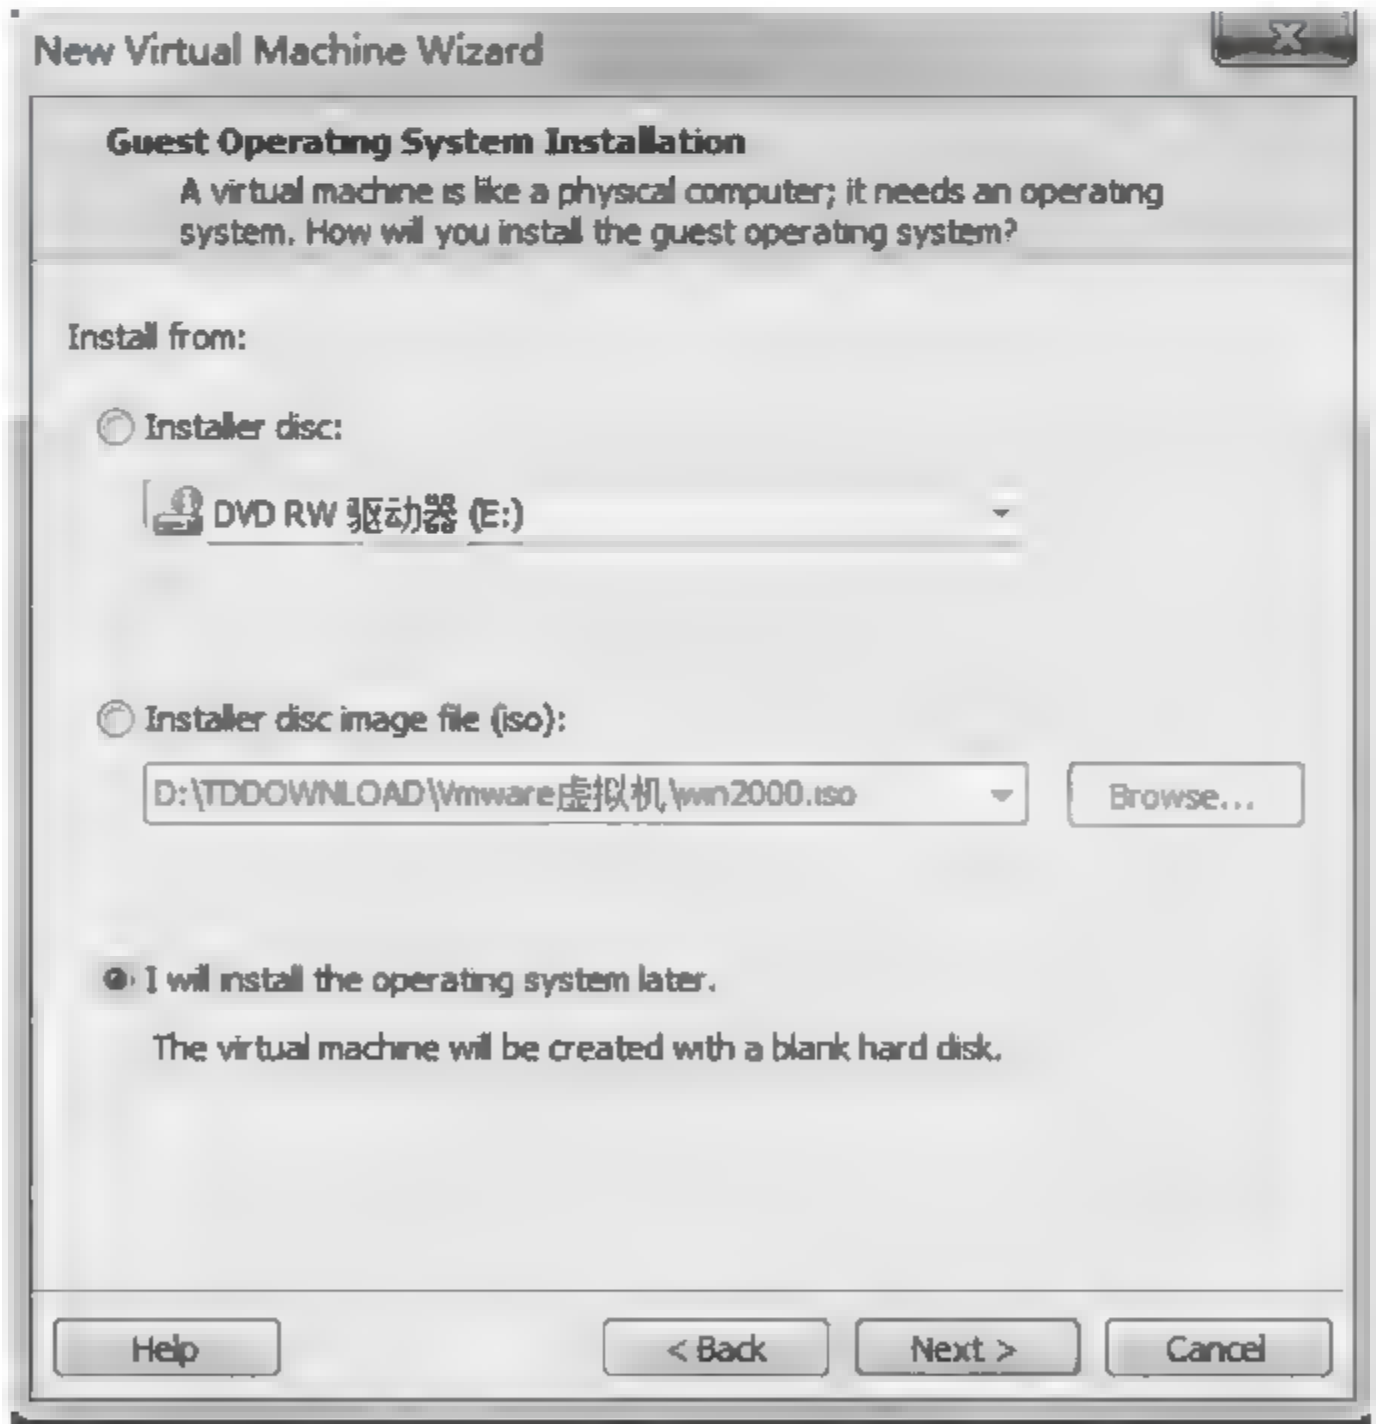 New Virtual Machine Wizard
X
Guest Operating System Installation
A virtual machine is like a physical computer; it needs an operating
system. How will you install the guest operating system?
Install from:
Installer disc:
DVD RW 驱动器 (E:)
Installer disc image file (iso):
D:\TDDOWNLOAD\Vmware虚拟机\win2000.iso
Browse...
I will install the operating system later.
The virtual machine will be created with a blank hard disk.
Help
< Back
Next >
Cancel